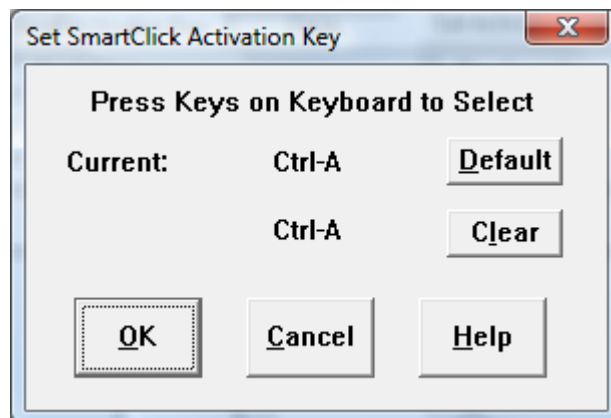 Set SmartClick Activation Key
Press Keys on Keyboard to Select
Current: Ctrl-A Default
Ctrl-A Clear
OK Cancel Help